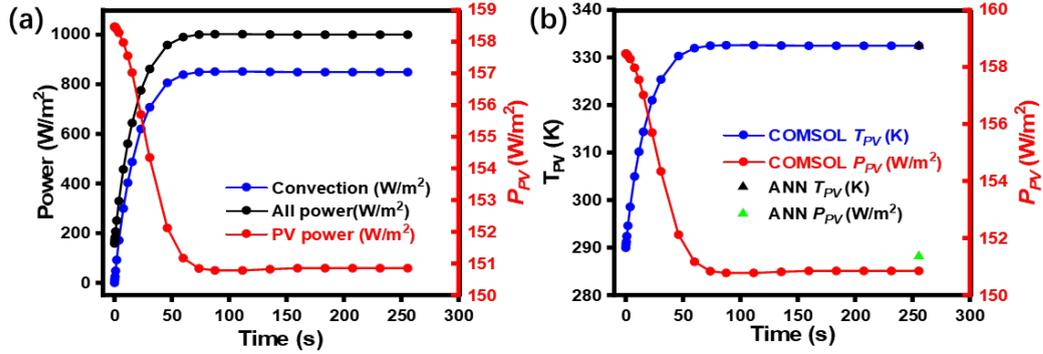 (a)
1000
800
600
400
200
0
Power (W/m²)
159
158
157
156
155
154
153
152
151
150
P_PV (W/m²)
Convection (W/m²)
All power(W/m²)
PV power (W/m²)
0 50 100 150 200 250 300
Time (s)
(b)
340
330
320
310
300
290
280
T_PV (K)
160
158
156
154
152
150
P_PV (W/m²)
COMSOL T_PV (K)
COMSOL P_PV (W/m²)
ANN T_PV (K)
ANN P_PV (W/m²)
0 50 100 150 200 250 300
Time (s)